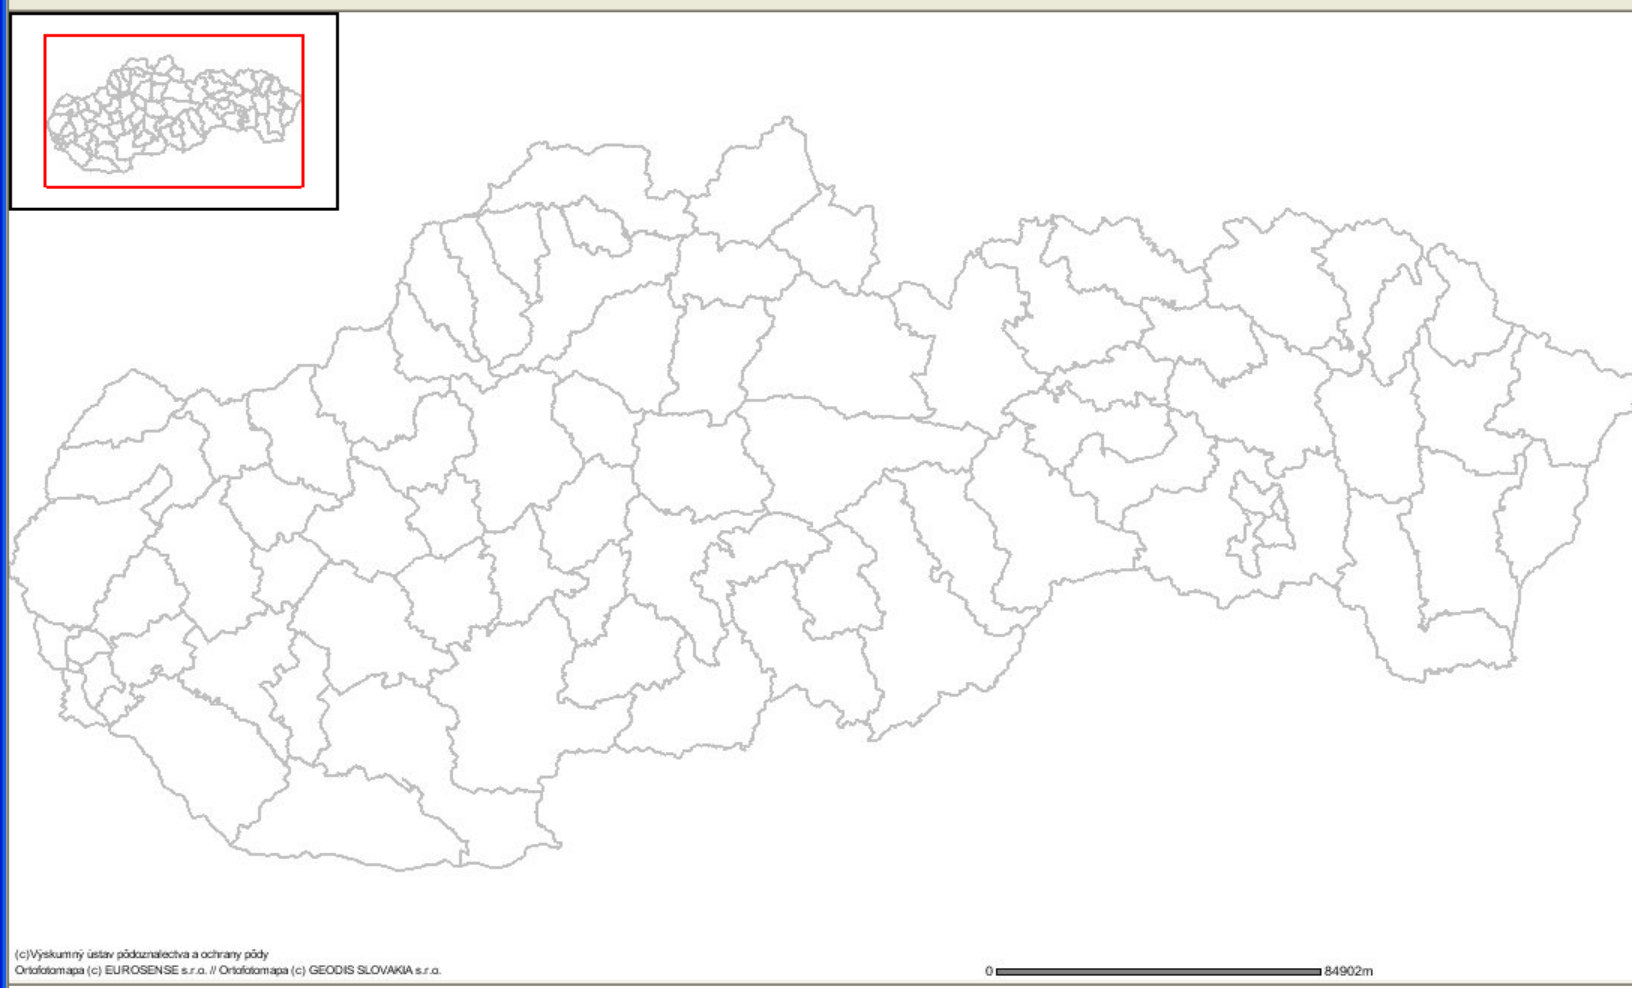 (c)Výskumný ústav pôdoznalectva a ochrany pôdy
Ortofotomapa (c) EUROSENSE s.r.o. // Ortofotomapa (c) GEODIS SLOVAKIA s.r.o.
0 84902m